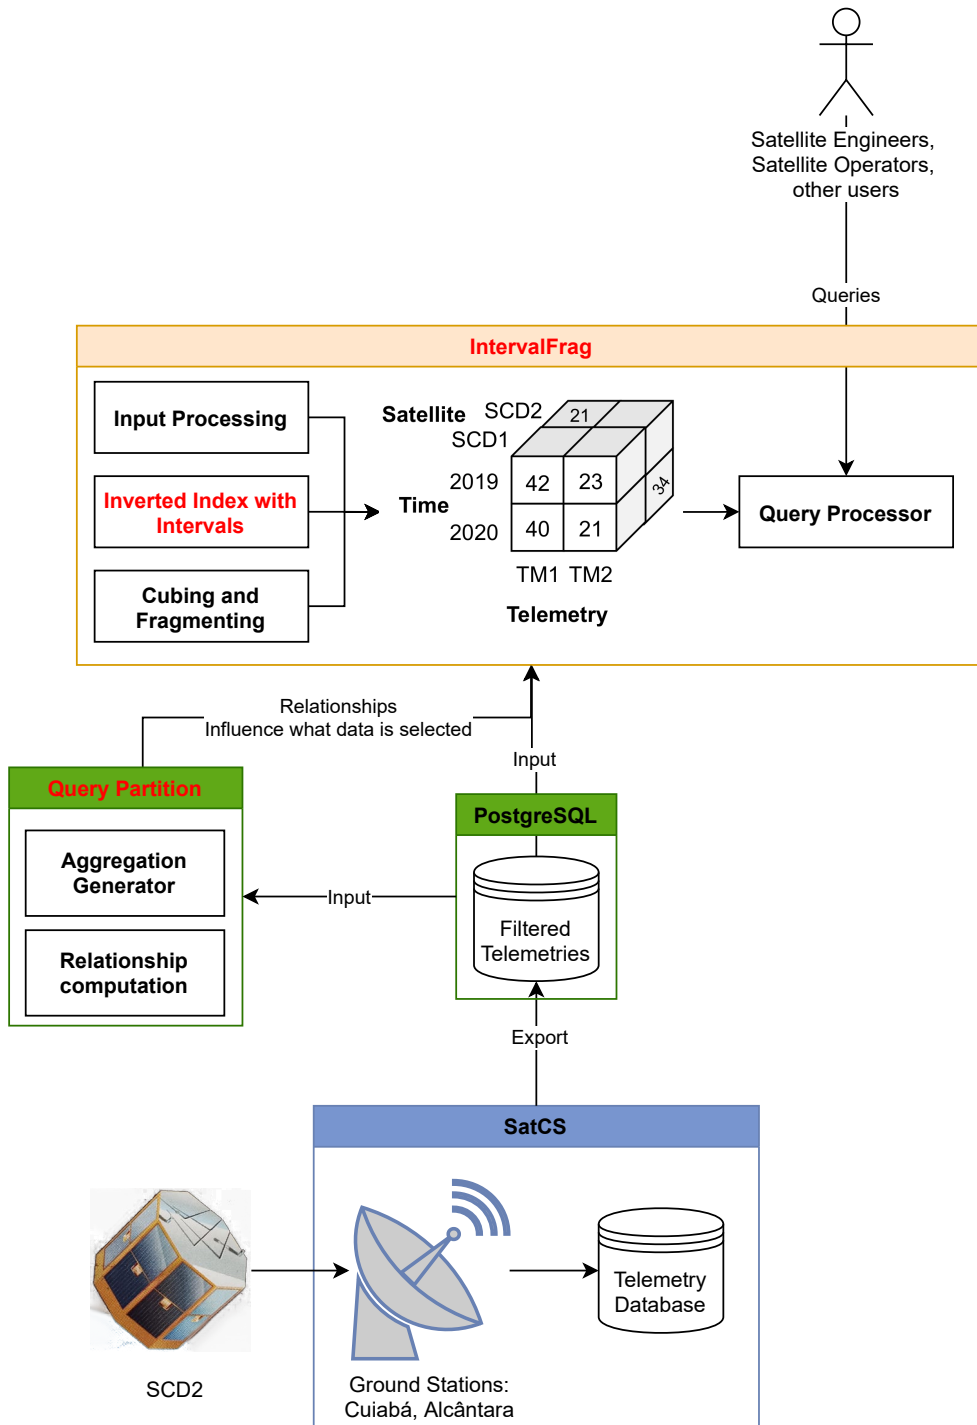 Satellite Engineers,
Satellite Operators,
other users
Queries
IntervalFrag
Input Processing
Inverted Index with
Intervals
Cubing and
Fragmenting
Satellite
SCD2
SCD1
21
Time
2019
2020
42
23
40
21
34
TM1
TM2
Telemetry
Query Processor
Relationships
Influence what data is selected
Input
Query Partition
Aggregation
Generator
Relationship
computation
Input
PostgreSQL
Filtered
Telemetries
Export
SatCS
Telemetry
Database
SCD2
Ground Stations:
Cuiabá, Alcântara